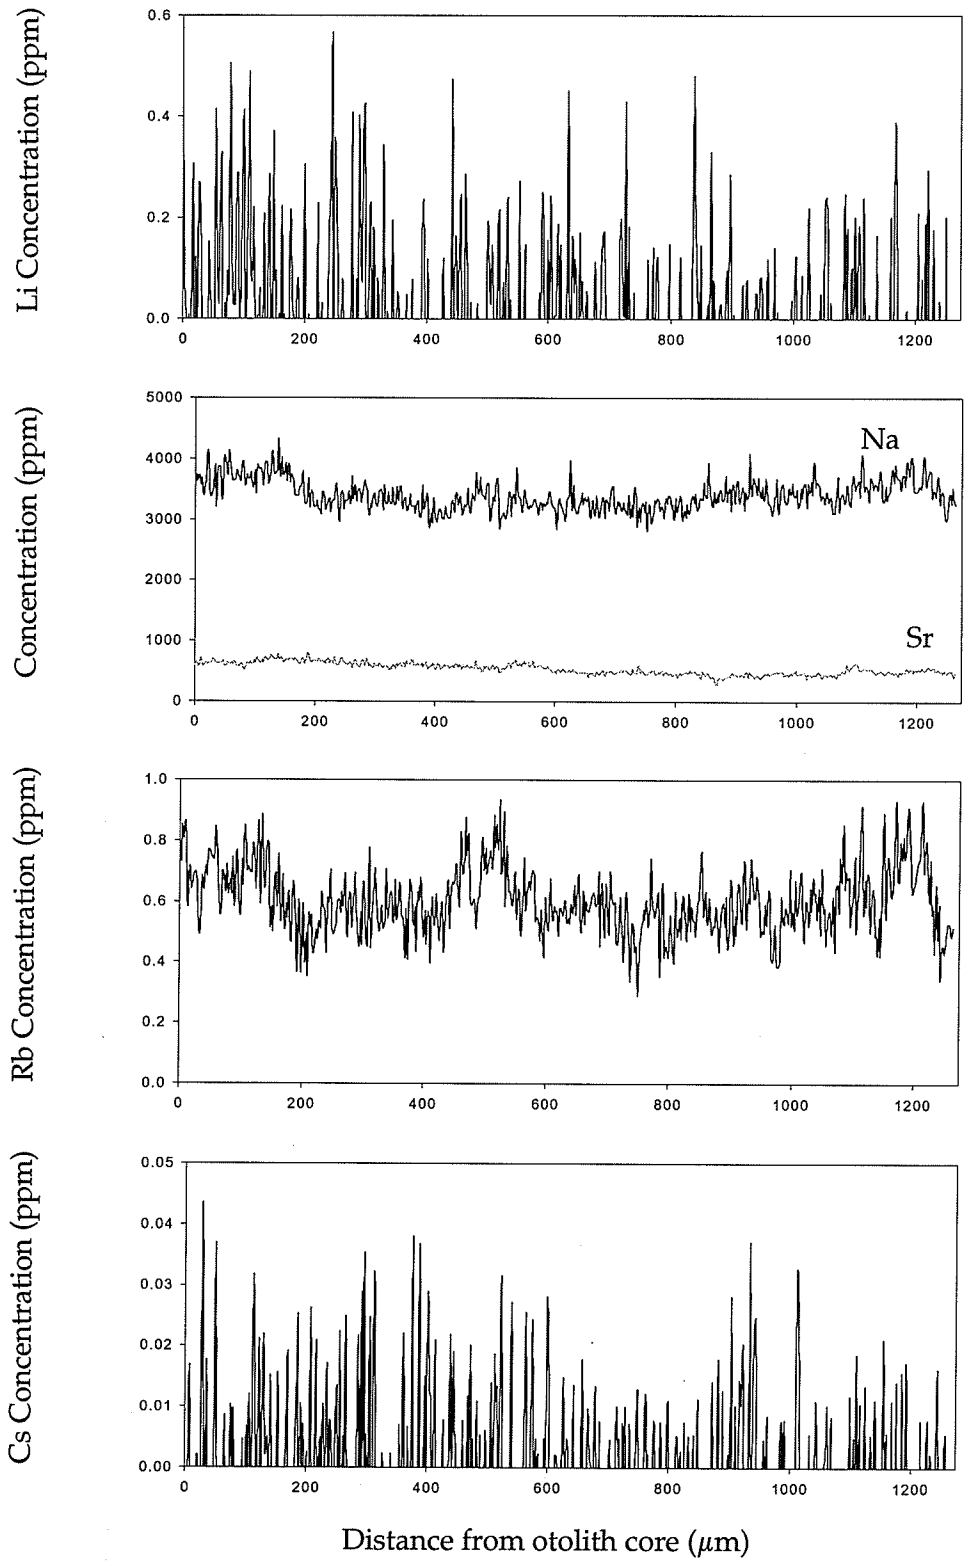 Li Concentration (ppm)
0.6
0.4
0.2
0.0
0 200 400 600 800 1000 1200
Concentration (ppm)
5000
4000
3000
2000
1000
0
Na
Sr
0 200 400 600 800 1000 1200
Rb Concentration (ppm)
1.0
0.8
0.6
0.4
0.2
0.0
0 200 400 600 800 1000 1200
Cs Concentration (ppm)
0.05
0.04
0.03
0.02
0.01
0.00
0 200 400 600 800 1000 1200
Distance from otolith core (μm)